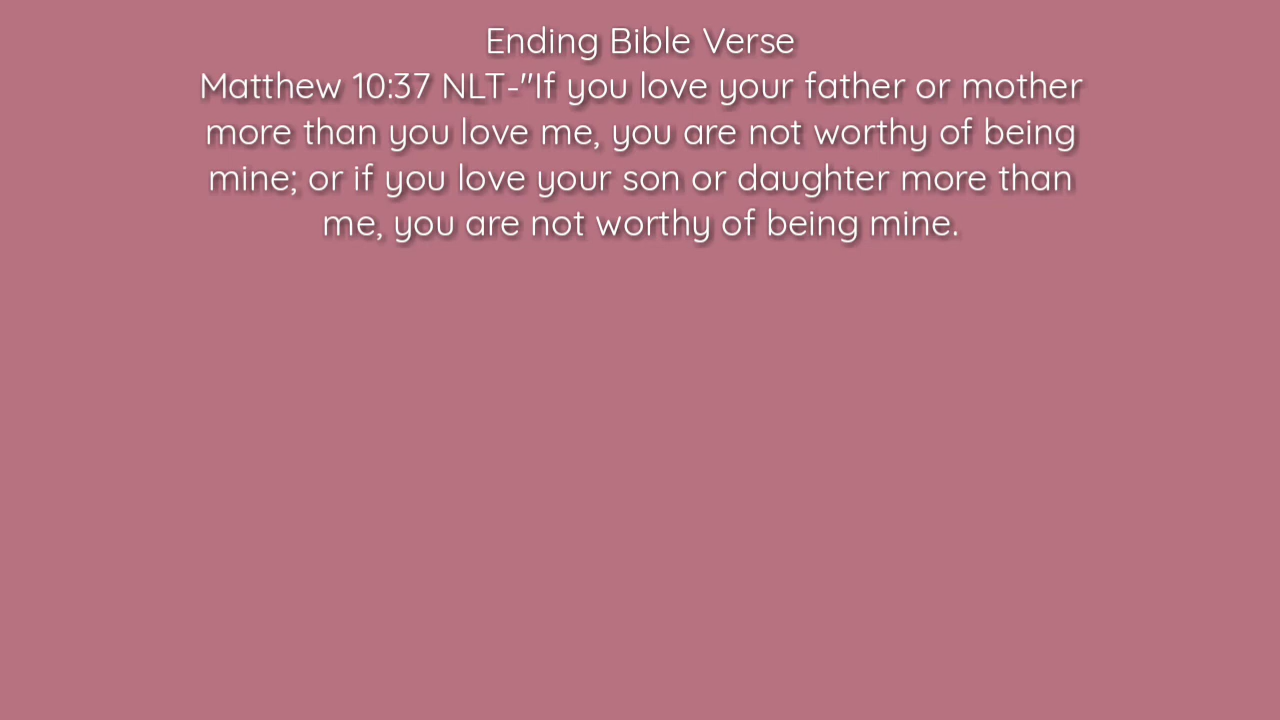 Ending Bible Verse
Matthew 10:37 NLT-"If you love your father or mother
more than you love me, you are not worthy of being
mine; or if you love your son or daughter more than
me, you are not worthy of being mine.